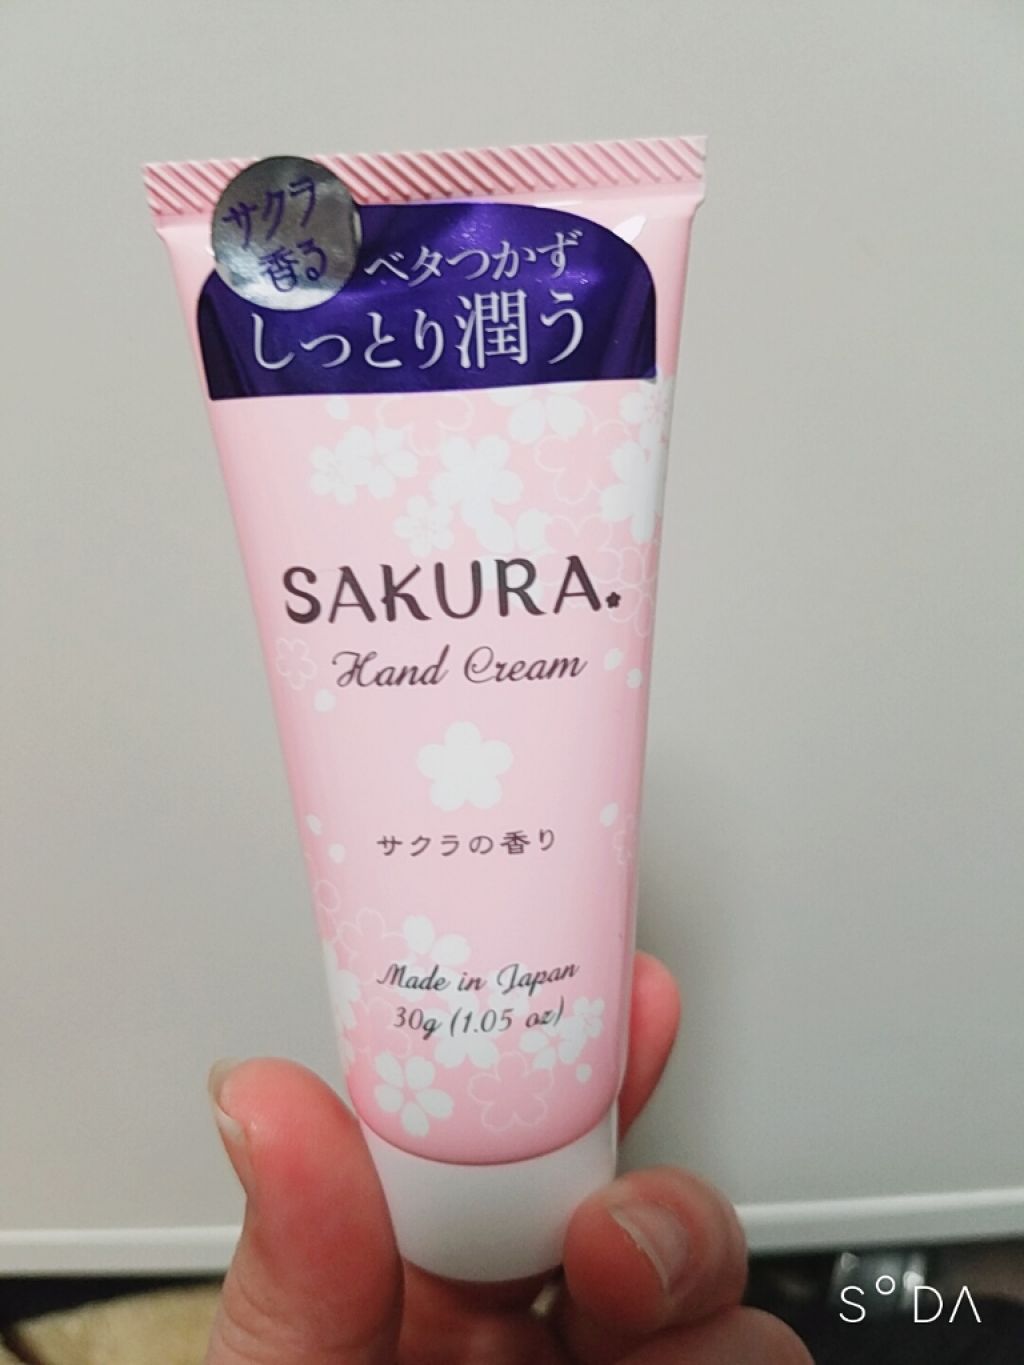 サクラ
香る
ベタつかず
しっとり潤う
SAKURA.
Hand Cream
サクラの香り
Made in Japan
30g (1.05 oz)
S°DA